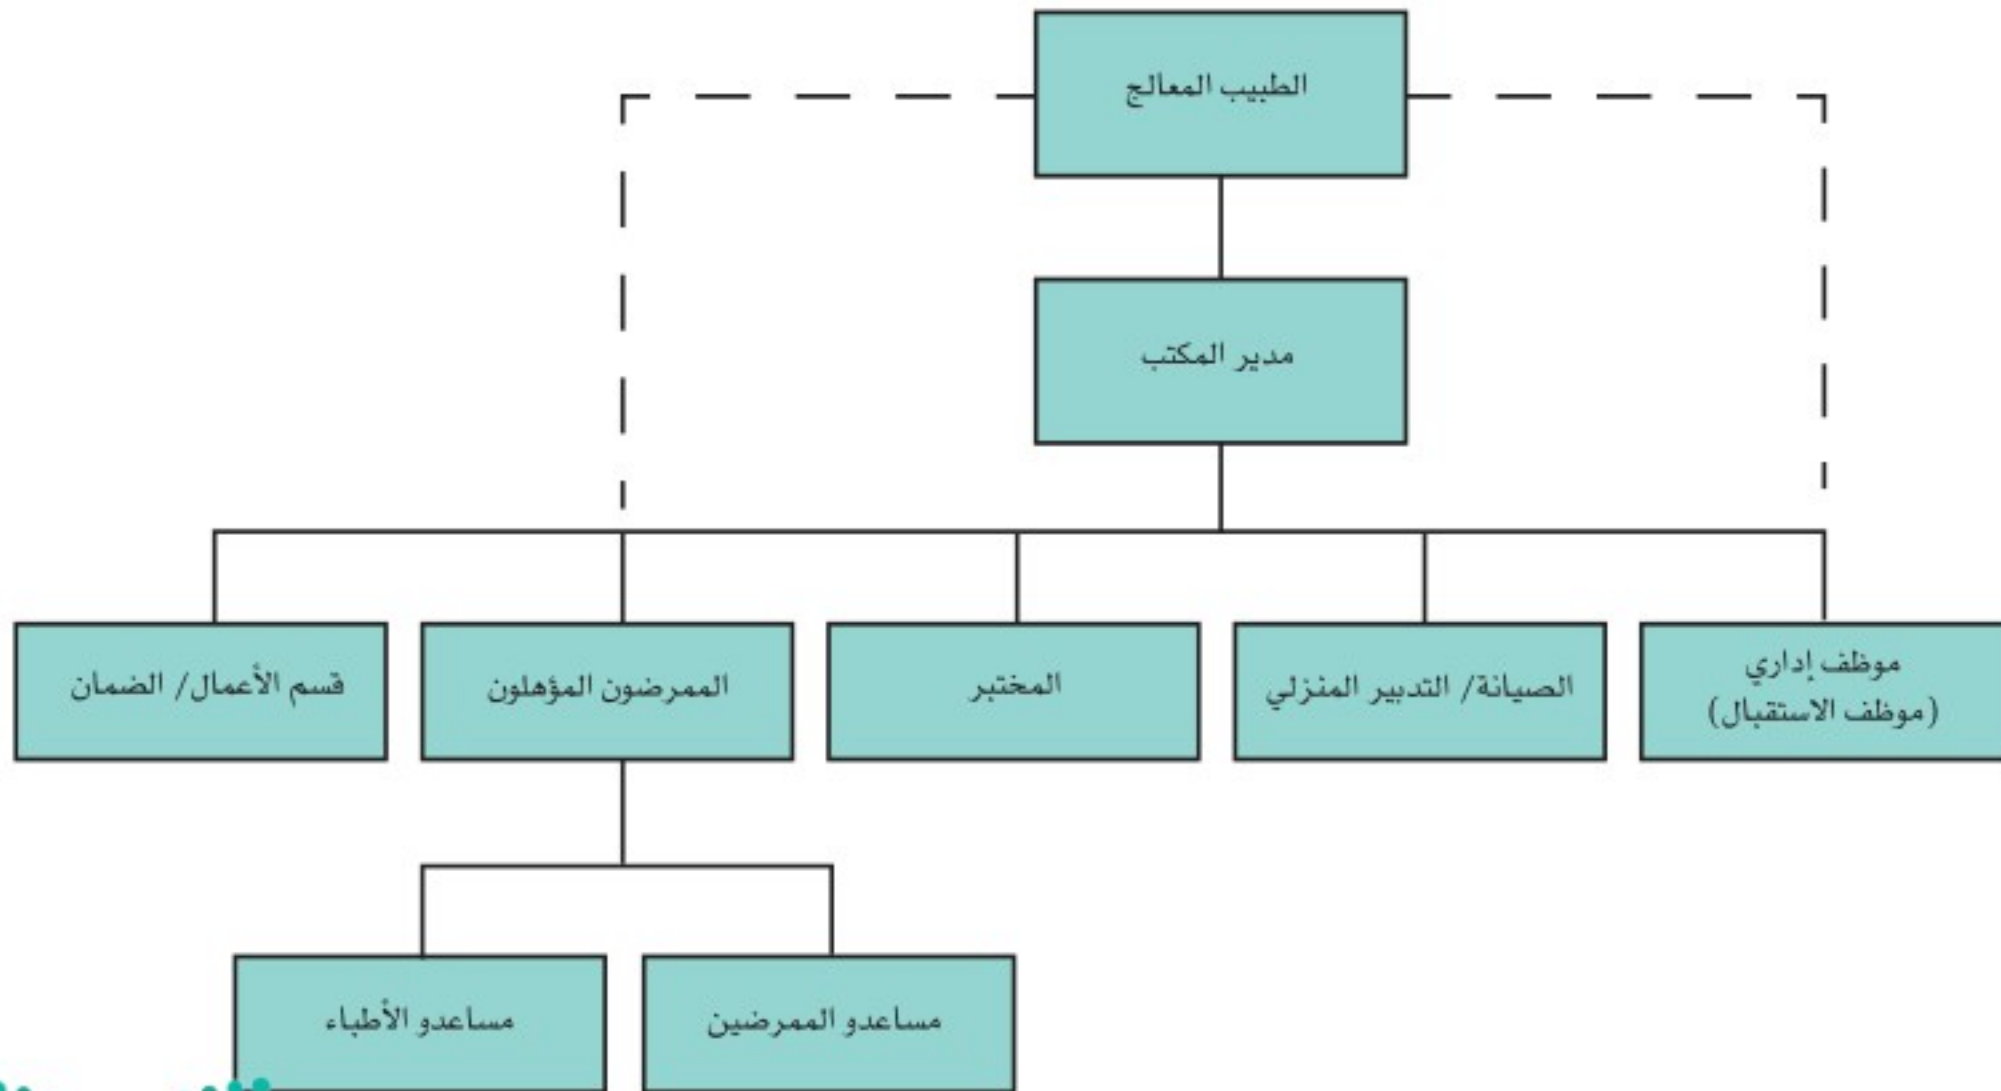 الطبيب المعالج
مدير المكتب
موظف إداري
(موظف الاستقبال)
الصيانة/ التدبير المنزلي
المختبر
الممرضون المؤهلون
قسم الأعمال/ الضمان
مساعدو الممرضين
مساعدو الأطباء